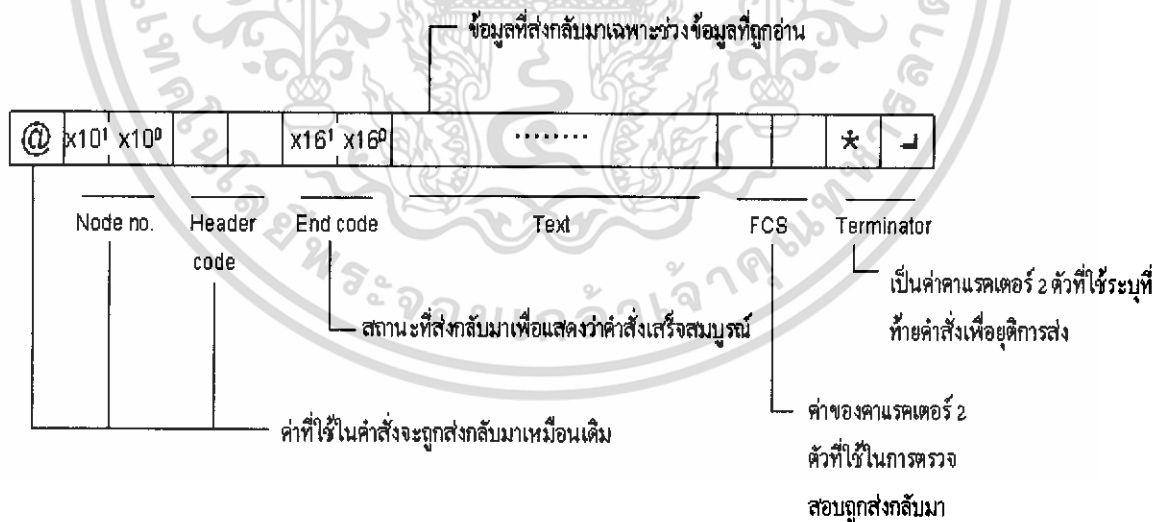 ข้อมูลที่ส่งกลับมาเฉพาะช่วงข้อมูลที่ถูกอ่าน
@ x10¹ x10⁰ x16¹ x16⁰ ········ * ↵
Node no. Header End code Text FCS Terminator
code
เป็นค่าคาแรคเตอร์ 2 ตัวที่ใช้ระบุที่
สถานะที่ส่งกลับมาเพื่อแสดงว่าคำสั่งเสร็จสมบูรณ์
ท้ายคำสั่งเพื่อยุติการส่ง
ค่าของคาแรคเตอร์ 2
ค่าที่ใช้ในคำสั่งจะถูกส่งกลับมาเหมือนเดิม
ตัวที่ใช้ในการตรวจ
สอบถูกส่งกลับมา